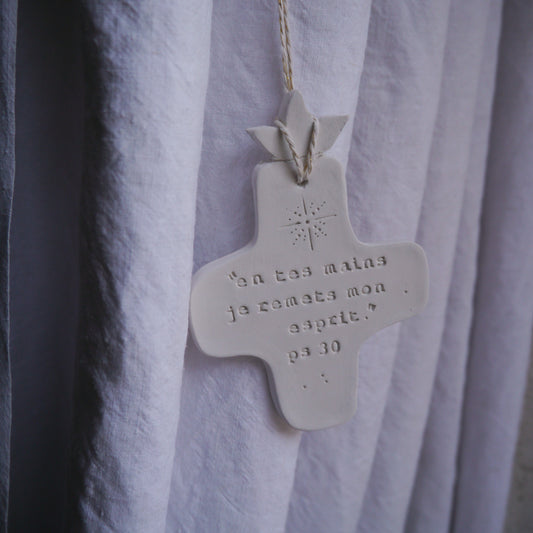 "en tes mains
je remets mon
esprit."
ps 30